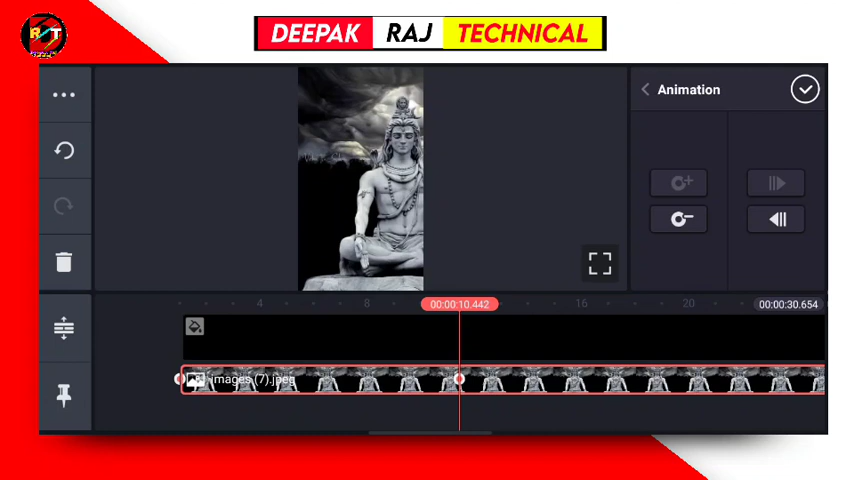 RT
DEEPAK RAJ TECHNICAL
Animation
4 8 00:00:10.442 16 20 00:00:30.654
images (7).jpeg